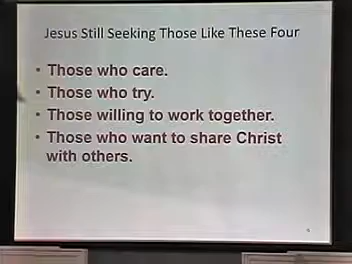 Jesus Still Seeking Those Like These Four
• Those who care.
• Those who try.
• Those willing to work together.
• Those who want to share Christ
with others.